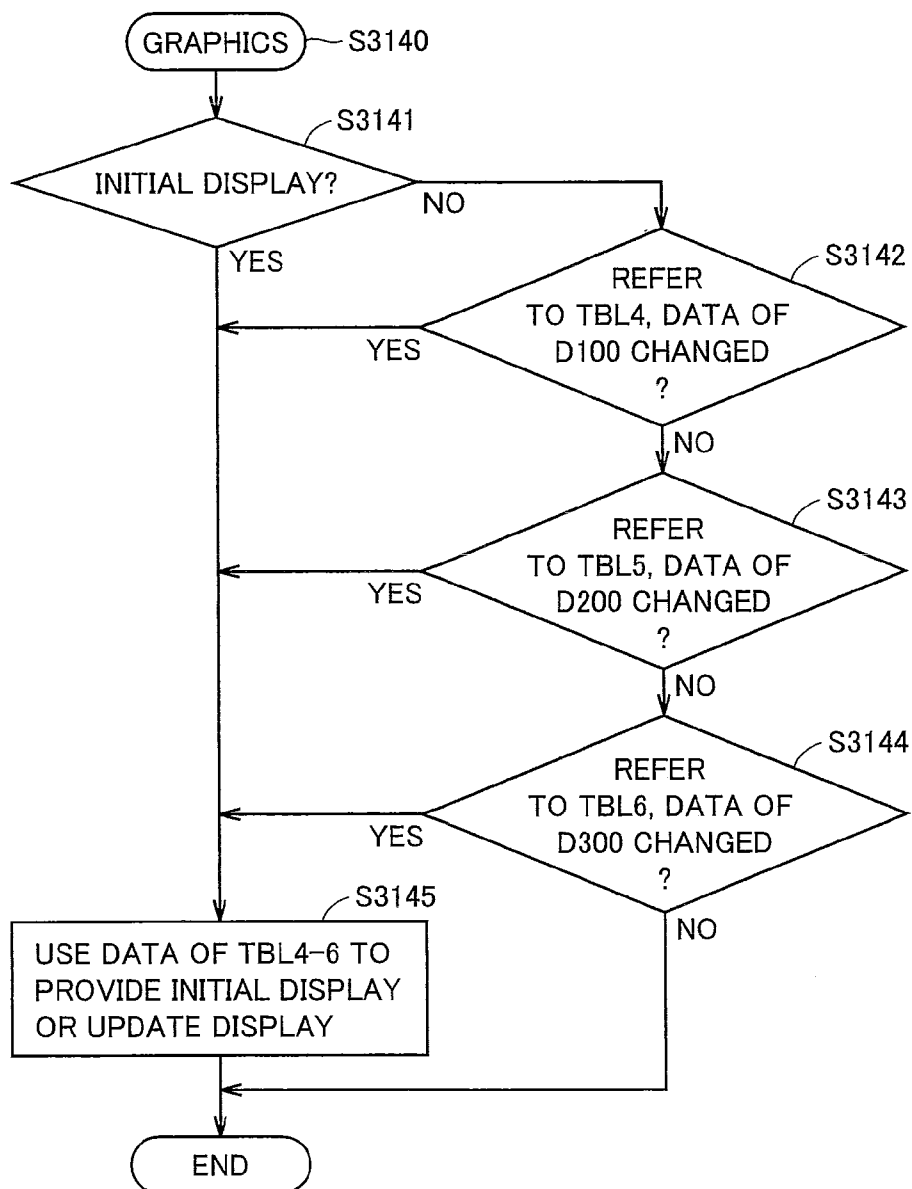 GRAPHICS
S3140
S3141
INITIAL DISPLAY?
NO
YES
S3142
REFER
TO TBL4, DATA OF
D100 CHANGED
?
YES
NO
S3143
REFER
TO TBL5, DATA OF
D200 CHANGED
?
YES
NO
S3144
REFER
TO TBL6, DATA OF
D300 CHANGED
?
YES
NO
S3145
USE DATA OF TBL4-6 TO
PROVIDE INITIAL DISPLAY
OR UPDATE DISPLAY
END